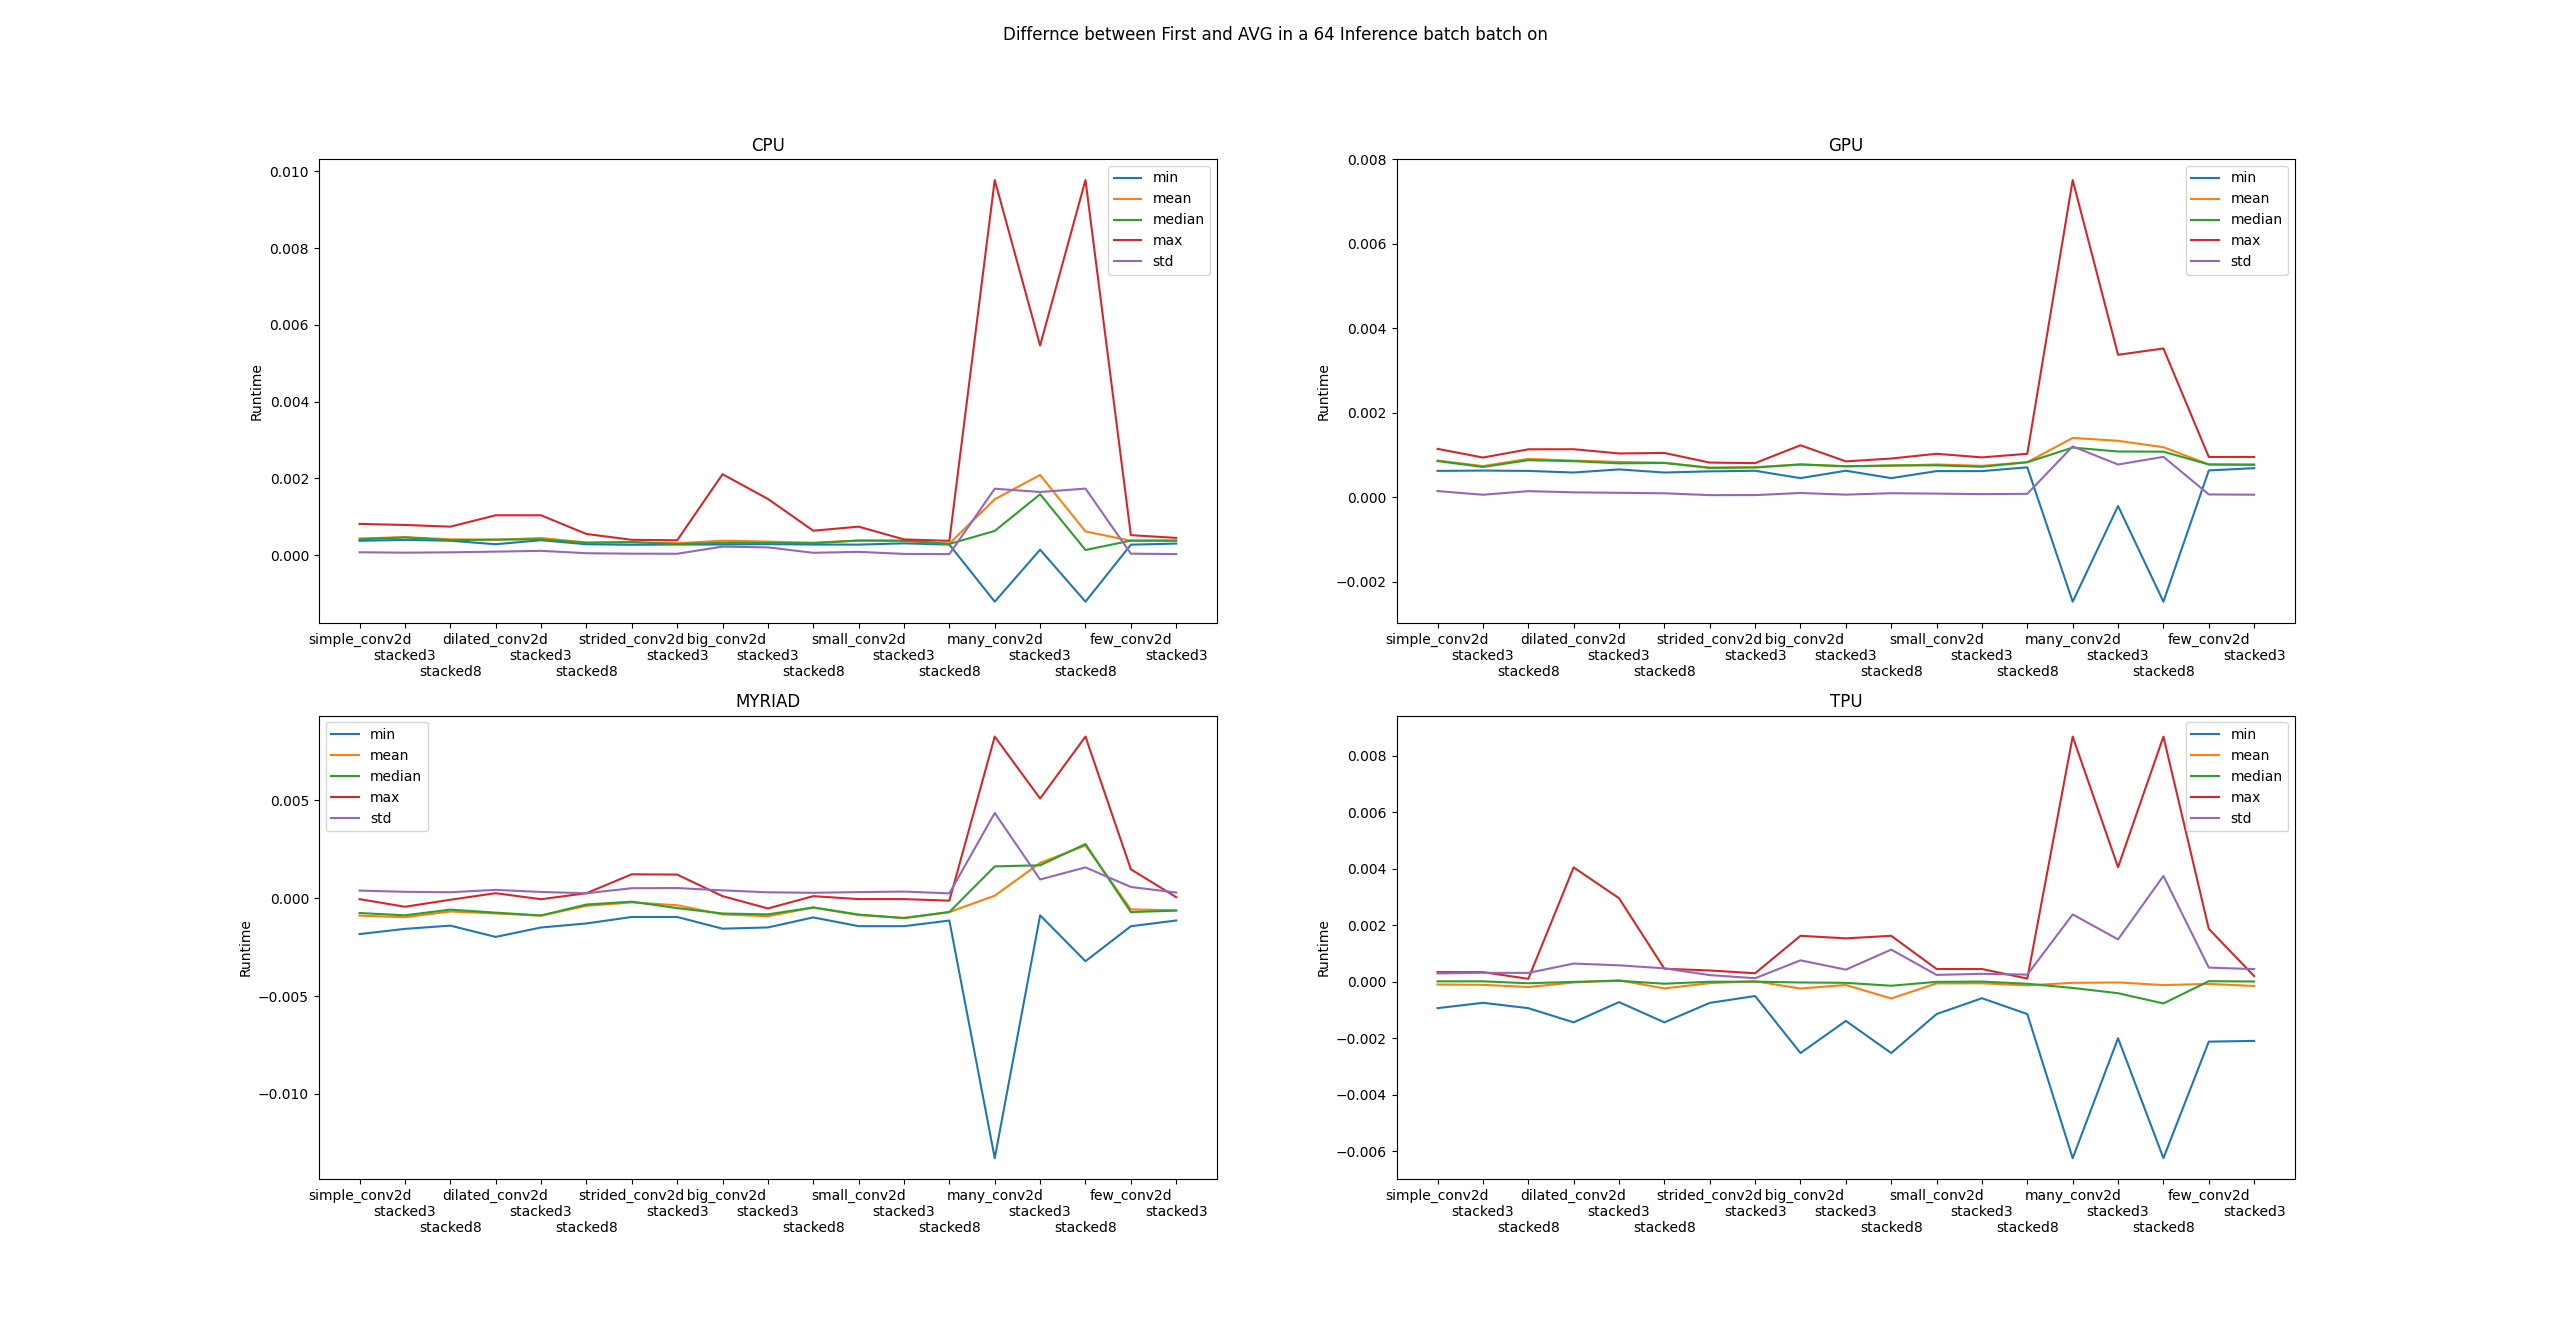 Differnce between First and AVG in a 64 Inference batch batch on
CPU
Runtime
0.010
0.008
0.006
0.004
0.002
0.000
min
mean
median
max
std
simple_conv2d dilated_conv2d strided_conv2d big_conv2d small_conv2d many_conv2d few_conv2d
stacked3 stacked3 stacked3 stacked3 stacked3 stacked3 stacked3
stacked8 stacked8 stacked8 stacked8 stacked8
GPU
Runtime
0.008
0.006
0.004
0.002
0.000
−0.002
min
mean
median
max
std
simple_conv2d dilated_conv2d strided_conv2d big_conv2d small_conv2d many_conv2d few_conv2d
stacked3 stacked3 stacked3 stacked3 stacked3 stacked3 stacked3
stacked8 stacked8 stacked8 stacked8 stacked8
MYRIAD
Runtime
0.005
0.000
−0.005
−0.010
min
mean
median
max
std
simple_conv2d dilated_conv2d strided_conv2d big_conv2d small_conv2d many_conv2d few_conv2d
stacked3 stacked3 stacked3 stacked3 stacked3 stacked3 stacked3
stacked8 stacked8 stacked8 stacked8 stacked8
TPU
Runtime
0.008
0.006
0.004
0.002
0.000
−0.002
−0.004
−0.006
min
mean
median
max
std
simple_conv2d dilated_conv2d strided_conv2d big_conv2d small_conv2d many_conv2d few_conv2d
stacked3 stacked3 stacked3 stacked3 stacked3 stacked3 stacked3
stacked8 stacked8 stacked8 stacked8 stacked8